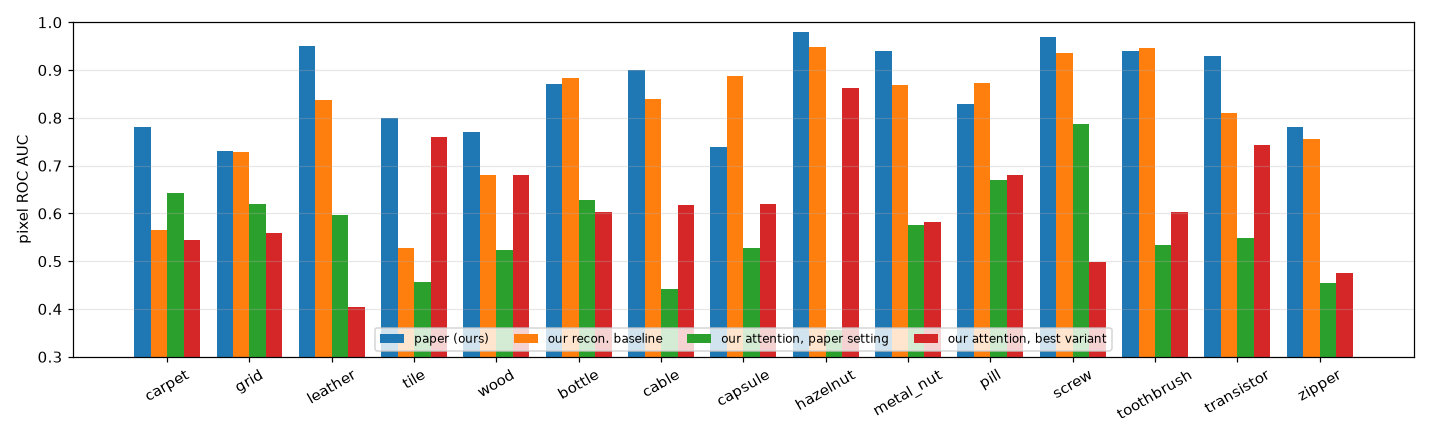 1.0
0.9
0.8
0.7
0.6
0.5
0.4
0.3
pixel ROC AUC
paper (ours) our recon. baseline our attention, paper setting our attention, best variant
carpet grid leather tile wood bottle cable capsule hazelnut metal_nut pill screw toothbrush transistor zipper